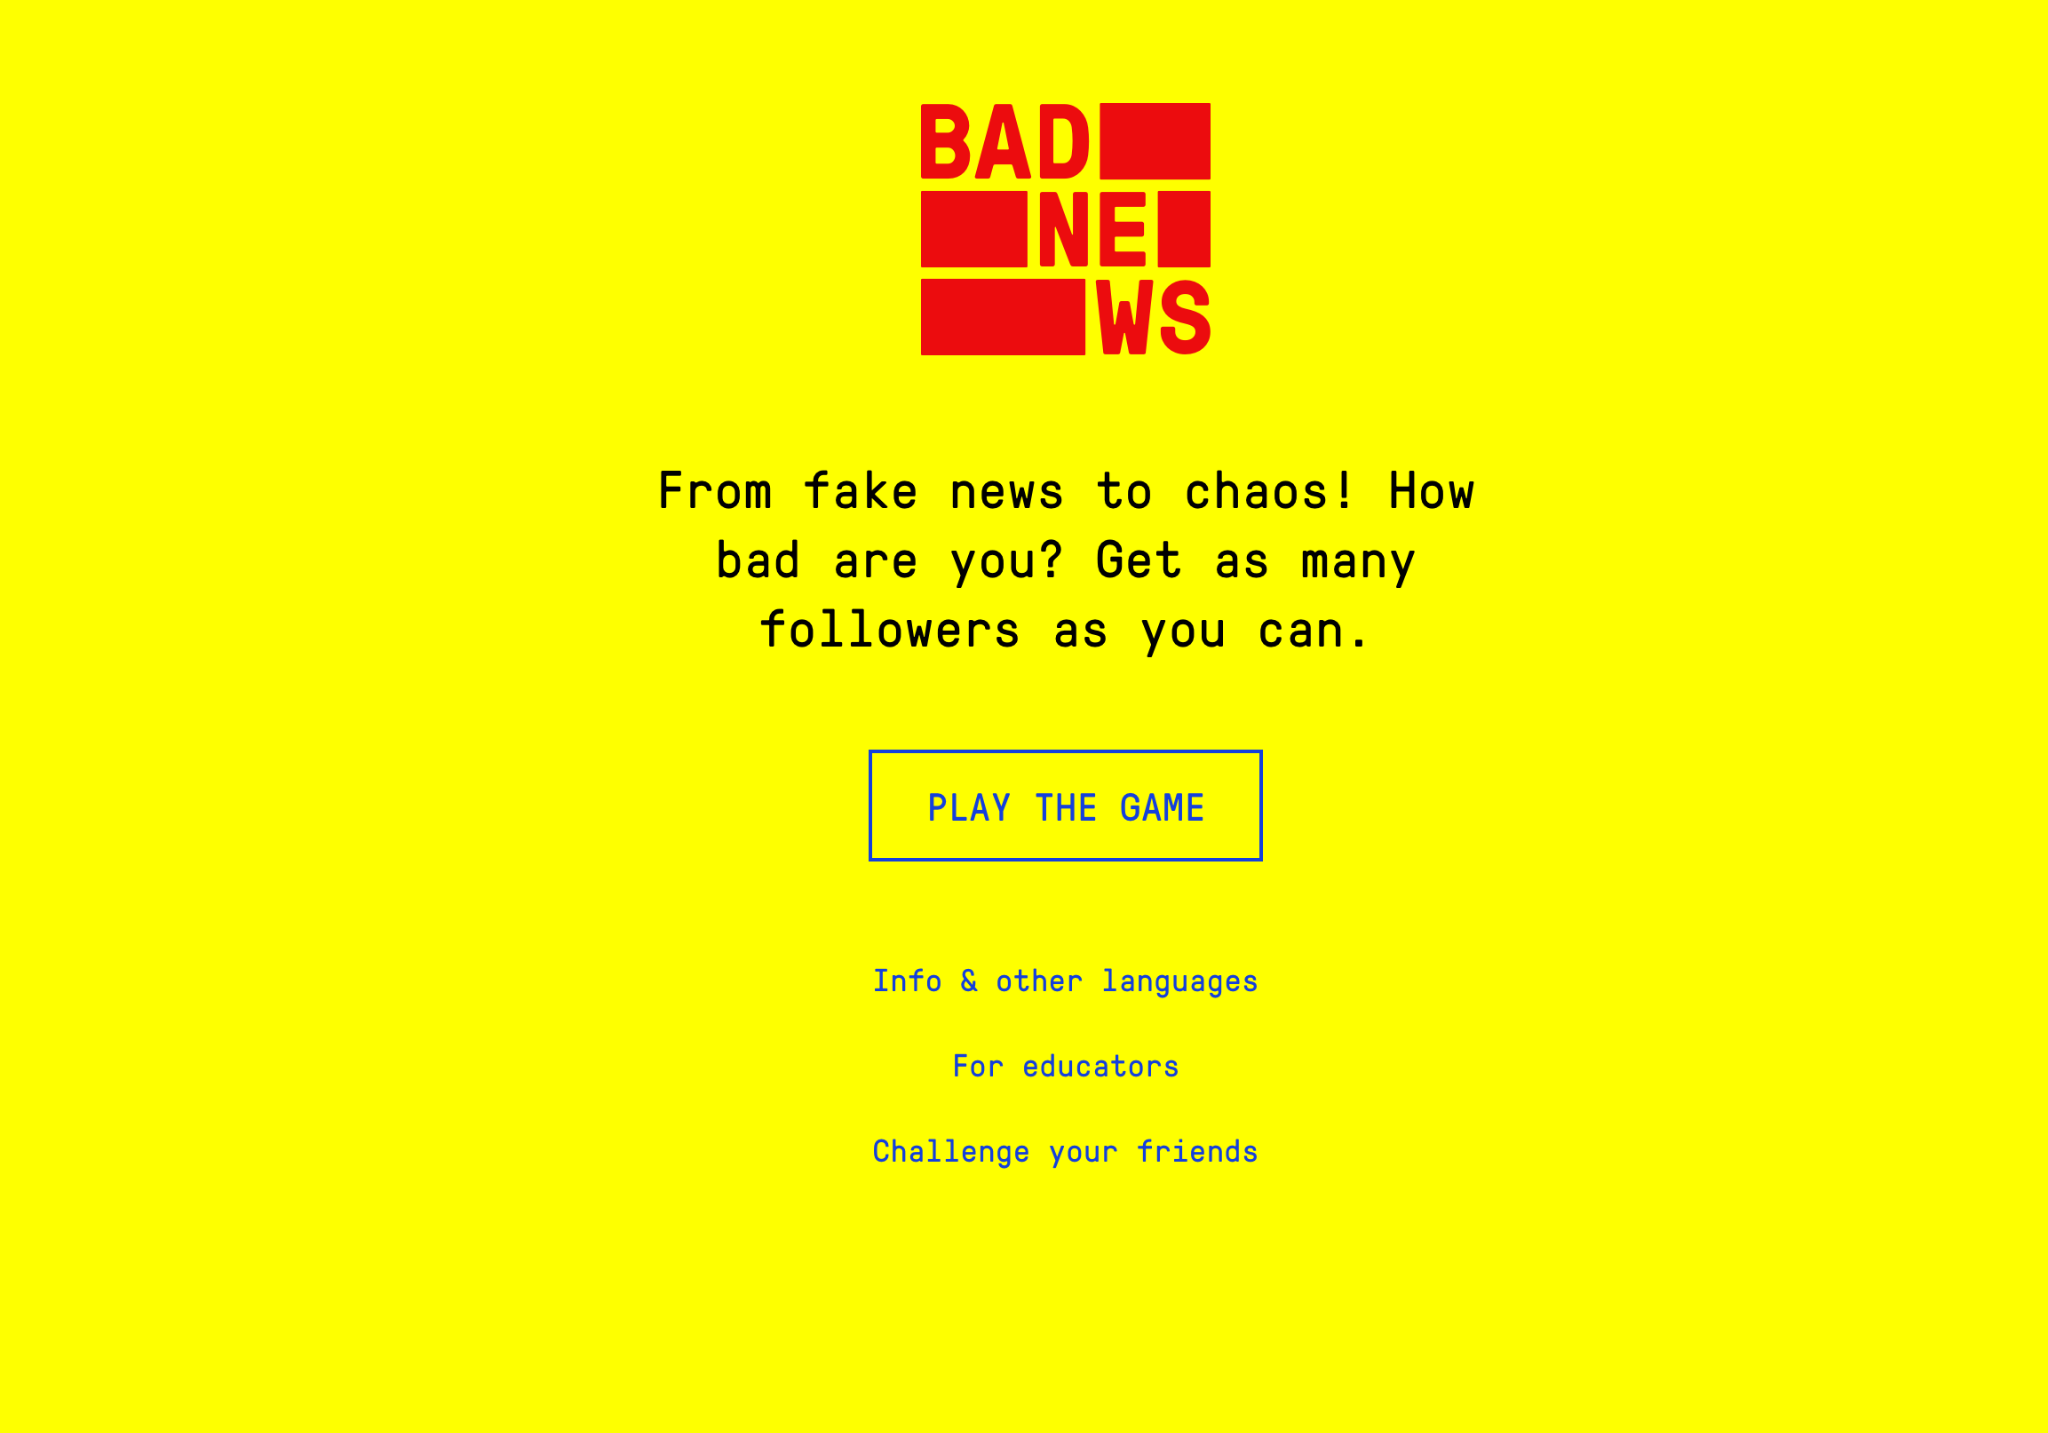 BAD
NE
WS
From fake news to chaos! How
bad are you? Get as many
followers as you can.
PLAY THE GAME
Info & other languages
For educators
Challenge your friends